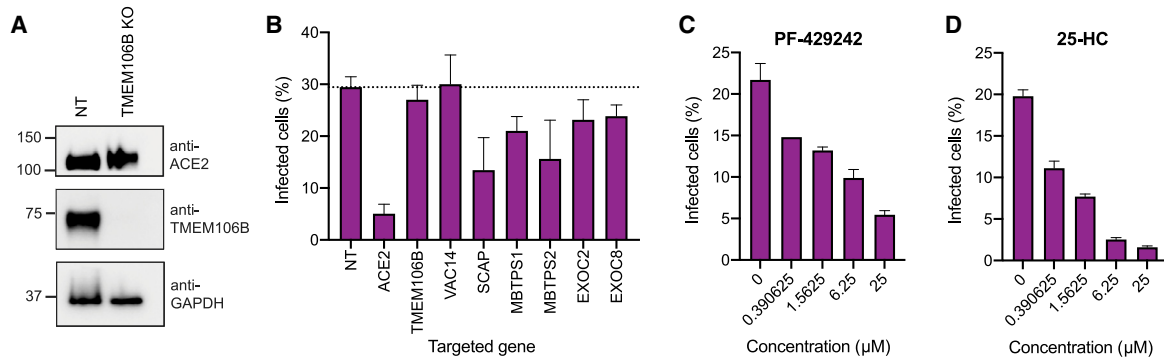 A
NT
TMEM106B KO
150
100
anti-
ACE2
75
anti-
TMEM106B
37
anti-
GAPDH
B
Infected cells (%)
40
30
20
10
0
NT
ACE2
TMEM106B
VAC14
SCAP
MBTPS1
MBTPS2
EXOC2
EXOC8
Targeted gene
C
PF-429242
Infected cells (%)
25
20
15
10
5
0
0
0.390625
1.5625
6.25
25
Concentration (µM)
D
25-HC
Infected cells (%)
25
20
15
10
5
0
0
0.390625
1.5625
6.25
25
Concentration (µM)